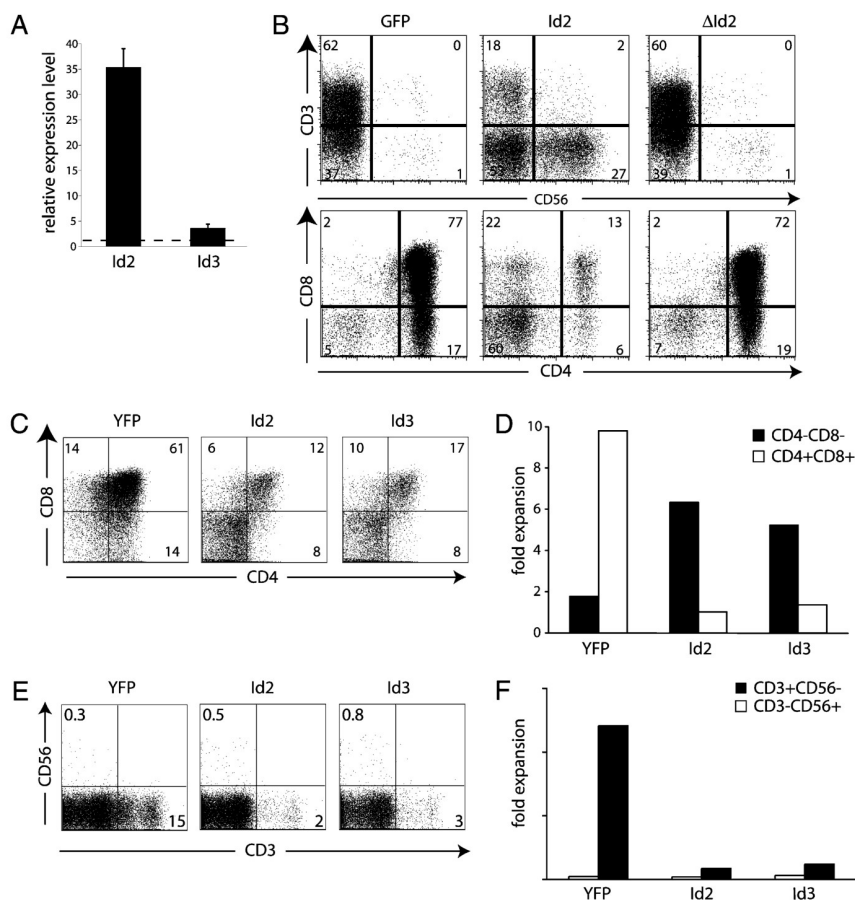 A
relative expression level
40
35
30
25
20
15
10
5
0
Id2 Id3
B
GFP Id2 ΔId2
CD3
62 0 18 2 60 0
37 1 53 27 39 1
CD56
CD8
2 77 22 13 2 72
5 17 60 6 7 19
CD4
C
YFP Id2 Id3
CD8
14 61 6 12 10 17
14 8 8
CD4
D
fold expansion
10
8
6
4
2
0
CD4-CD8-
CD4+CD8+
YFP Id2 Id3
E
YFP Id2 Id3
CD56
0.3 0.5 0.8
15 2 3
CD3
F
fold expansion
CD3+CD56-
CD3-CD56+
YFP Id2 Id3